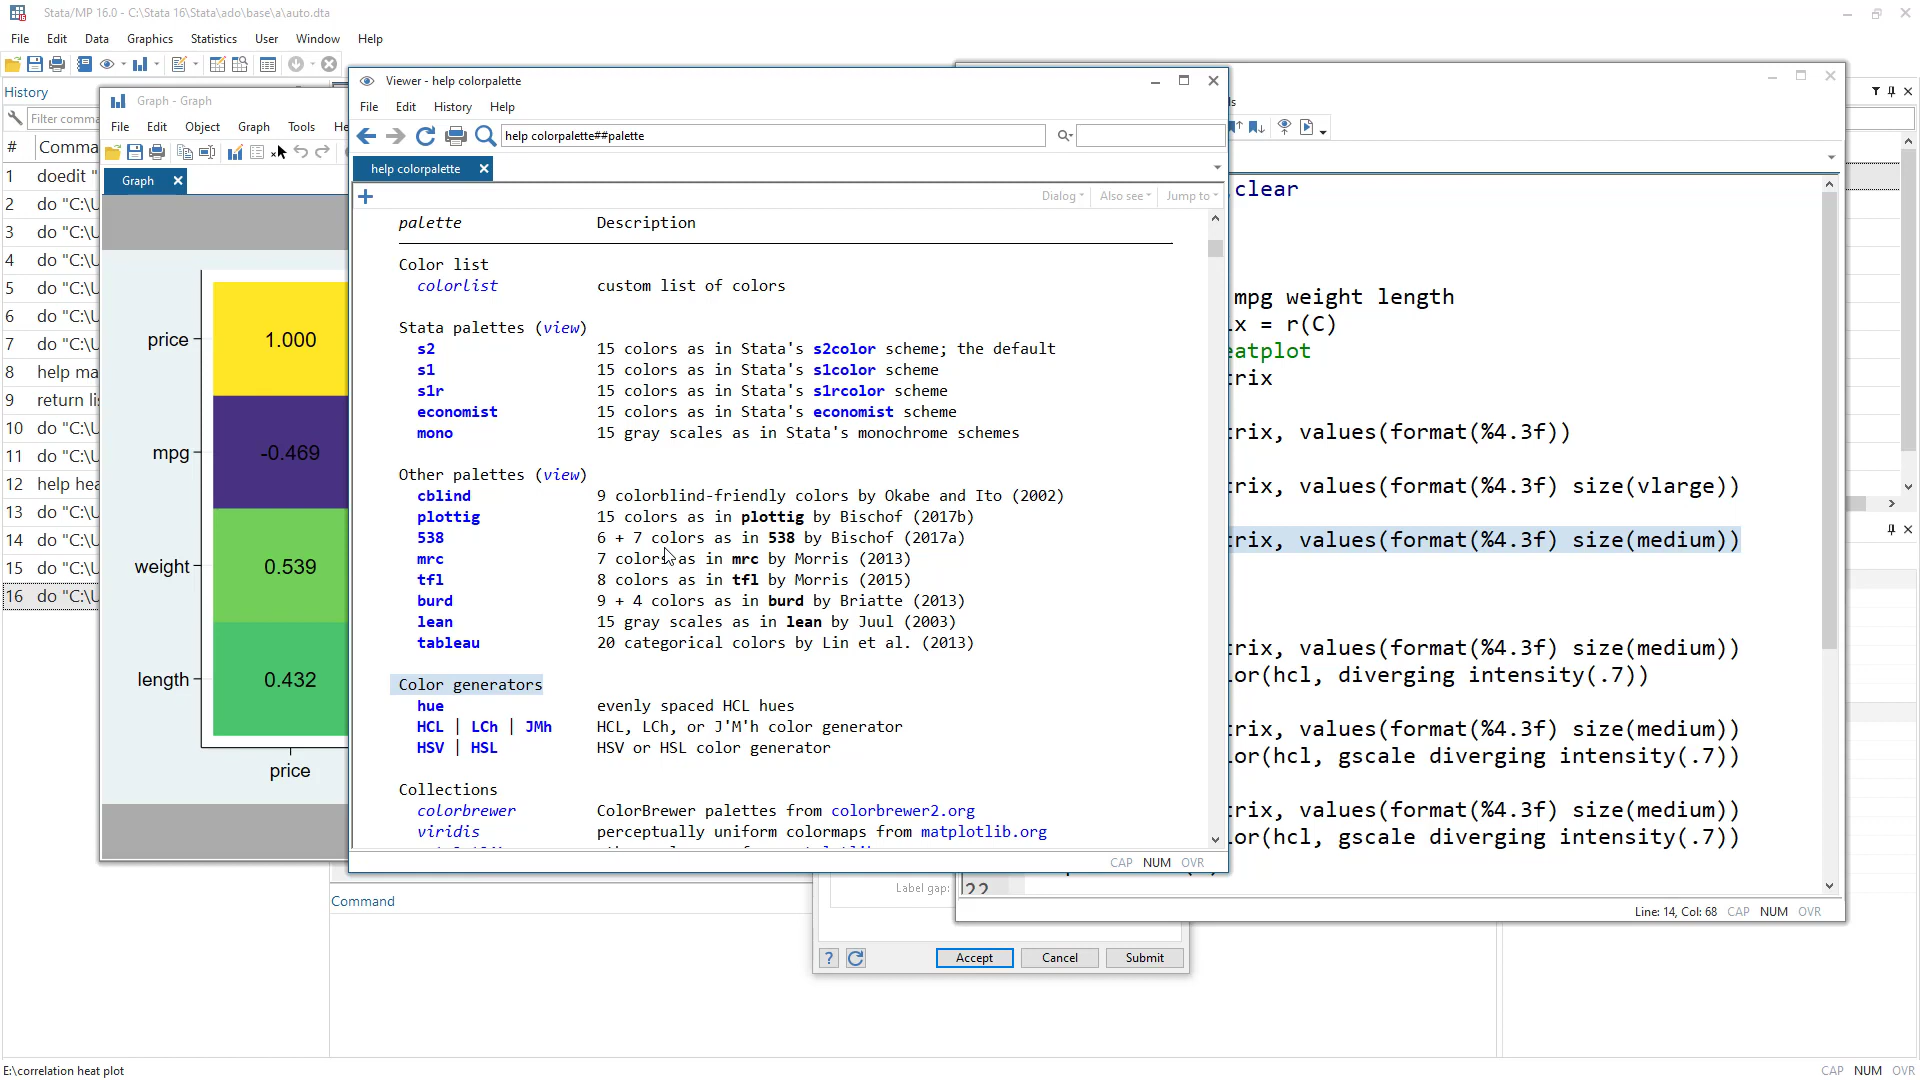 Stata/MP 16.0 - C:\Stata 16\Stata\ado\base\a\auto.dta
File Edit Data Graphics Statistics User Window Help
History
Filter comma
# Comma
1 doedit "
2 do "C:\U
3 do "C:\U
4 do "C:\U
5 do "C:\U
6 do "C:\U
7 do "C:\U
8 help ma
9 return li
10 do "C:\U
11 do "C:\U
12 help hea
13 do "C:\U
14 do "C:\U
15 do "C:\U
16 do "C:\U
Graph - Graph
File Edit Object Graph Tools He
Graph
price 1.000
mpg -0.469
weight 0.539
length 0.432
price
Viewer - help colorpalette
File Edit History Help
help colorpalette##palette
help colorpalette
Dialog Also see Jump to
palette Description
Color list
colorlist custom list of colors
Stata palettes (view)
s2 15 colors as in Stata's s2color scheme; the default
s1 15 colors as in Stata's s1color scheme
s1r 15 colors as in Stata's s1rcolor scheme
economist 15 colors as in Stata's economist scheme
mono 15 gray scales as in Stata's monochrome schemes
Other palettes (view)
cblind 9 colorblind-friendly colors by Okabe and Ito (2002)
plottig 15 colors as in plottig by Bischof (2017b)
538 6 + 7 colors as in 538 by Bischof (2017a)
mrc 7 colors as in mrc by Morris (2013)
tfl 8 colors as in tfl by Morris (2015)
burd 9 + 4 colors as in burd by Briatte (2013)
lean 15 gray scales as in lean by Juul (2003)
tableau 20 categorical colors by Lin et al. (2013)
Color generators
hue evenly spaced HCL hues
HCL | LCh | JMh HCL, LCh, or J'M'h color generator
HSV | HSL HSV or HSL color generator
Collections
colorbrewer ColorBrewer palettes from colorbrewer2.org
viridis perceptually uniform colormaps from matplotlib.org
CAP NUM OVR
ls
clear
mpg weight length
ix = r(C)
eatplot
trix
trix, values(format(%4.3f))
trix, values(format(%4.3f) size(vlarge))
trix, values(format(%4.3f) size(medium))
trix, values(format(%4.3f) size(medium))
lor(hcl, diverging intensity(.7))
trix, values(format(%4.3f) size(medium))
lor(hcl, gscale diverging intensity(.7))
trix, values(format(%4.3f) size(medium))
lor(hcl, gscale diverging intensity(.7))
22
Line: 14, Col: 68 CAP NUM OVR
Label gap:
Accept Cancel Submit
Command
E:\correlation heat plot
CAP NUM OVR